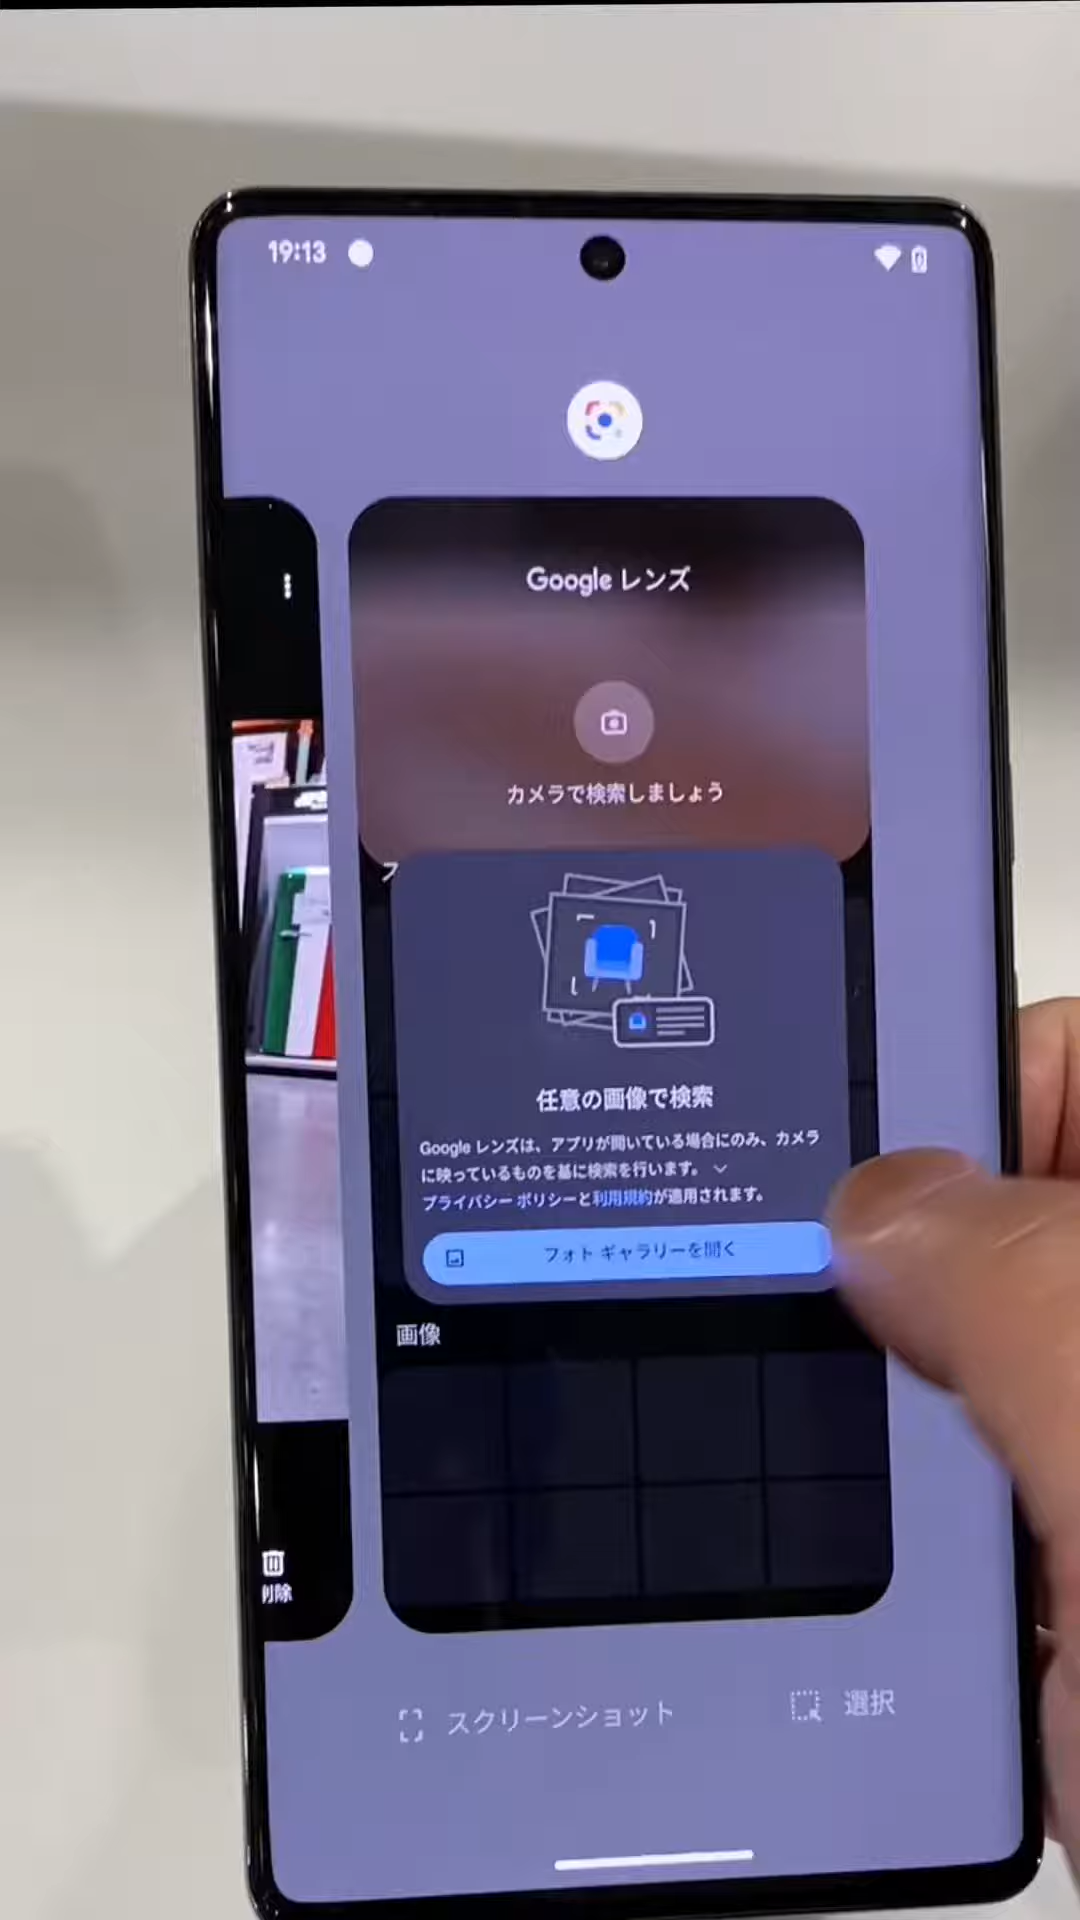 19:13
Google レンズ
カメラで検索しましょう
フ
任意の画像で検索
Google レンズは、アプリが開いている場合にのみ、カメラ
に映っているものを基に検索を行います。
プライバシー ポリシーと利用規約が適用されます。
フォト ギャラリーを開く
画像
削除
スクリーンショット
選択